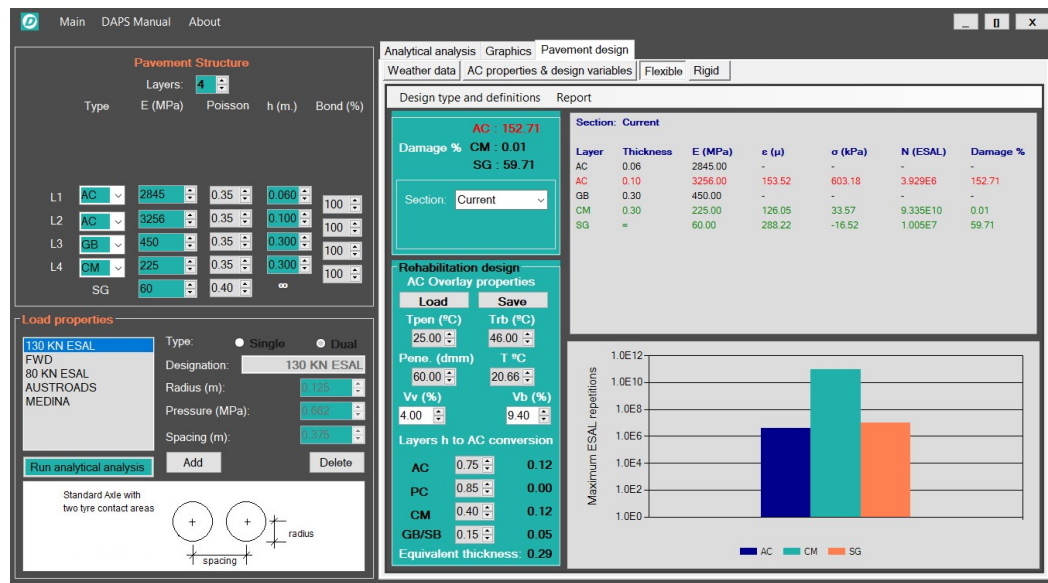 Main DAPS Manual About
_ [] X
Pavement Structure
Layers: 4
Type E (MPa) Poisson h (m.) Bond (%)
L1 AC 2845 0.35 0.060 100
L2 AC 3256 0.35 0.100 100
L3 GB 450 0.35 0.300 100
L4 CM 225 0.35 0.300 100
SG 60 0.40 ∞
Load properties
130 KN ESAL
FWD
80 KN ESAL
AUSTROADS
MEDINA
Type: Single Dual
Designation: 130 KN ESAL
Radius (m): 0.125
Pressure (MPa): 0.662
Spacing (m): 0.375
Run analytical analysis Add Delete
Standard Axle with
two tyre contact areas
radius
spacing
Analytical analysis Graphics Pavement design
Weather data AC properties & design variables Flexible Rigid
Design type and definitions Report
AC : 152.71
Damage % CM : 0.01
SG : 59.71
Section: Current
Rehabilitation design
AC Overlay properties
Load Save
Tpen (ºC) Trb (ºC)
25.00 46.00
Pene. (dmm) T ºC
60.00 20.66
Vv (%) Vb (%)
4.00 9.40
Layers h to AC conversion
AC 0.75 0.12
PC 0.85 0.00
CM 0.40 0.12
GB/SB 0.15 0.05
Equivalent thickness: 0.29
Section: Current
Layer Thickness E (MPa) ε (μ) σ (kPa) N (ESAL) Damage %
AC 0.06 2845.00 - - - -
AC 0.10 3256.00 153.52 603.18 3.929E6 152.71
GB 0.30 450.00 - - - -
CM 0.30 225.00 126.05 33.57 9.335E10 0.01
SG ∞ 60.00 288.22 -16.52 1.005E7 59.71
Maximum ESAL repetitions
1.0E12
1.0E10
1.0E8
1.0E6
1.0E4
1.0E2
1.0E0
AC CM SG